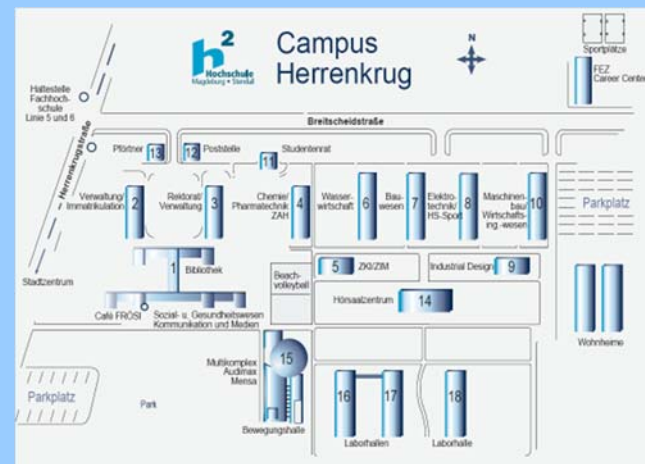 h2
Hochschule
Magdeburg • Stendal
Campus
Herrenkrug
N
Sportplätze
FEZ
Career Center
Haltestelle
Fachhoch-
schule
Linie 5 und 6
Herrenkrugstraße
Breitscheidstraße
Pförtner
13
12
Poststelle
Studentenrat
11
Verwaltung/
Immatrikulation
2
Rektorat/
Verwaltung
3
Chemie/
Pharmatechnik
ZAH
4
Wasser-
wirtschaft
6
Bau-
wesen
7
Elektro-
technik/
HS-Sport
8
Maschinen-
bau/
Wirtschafts-
ing.-wesen
10
Parkplatz
1
Bibliothek
Stadtzentrum
Beach-
volleyball
5
ZKI/ZIM
Industrial Design
9
Hörsaalzentrum
14
Café FRÖSI
Sozial- u. Gesundheitswesen
Kommunikation und Medien
Wohnheime
15
Multikomplex
Audimax
Mensa
Parkplatz
Park
Bewegungshalle
16
17
Laborhallen
18
Laborhalle